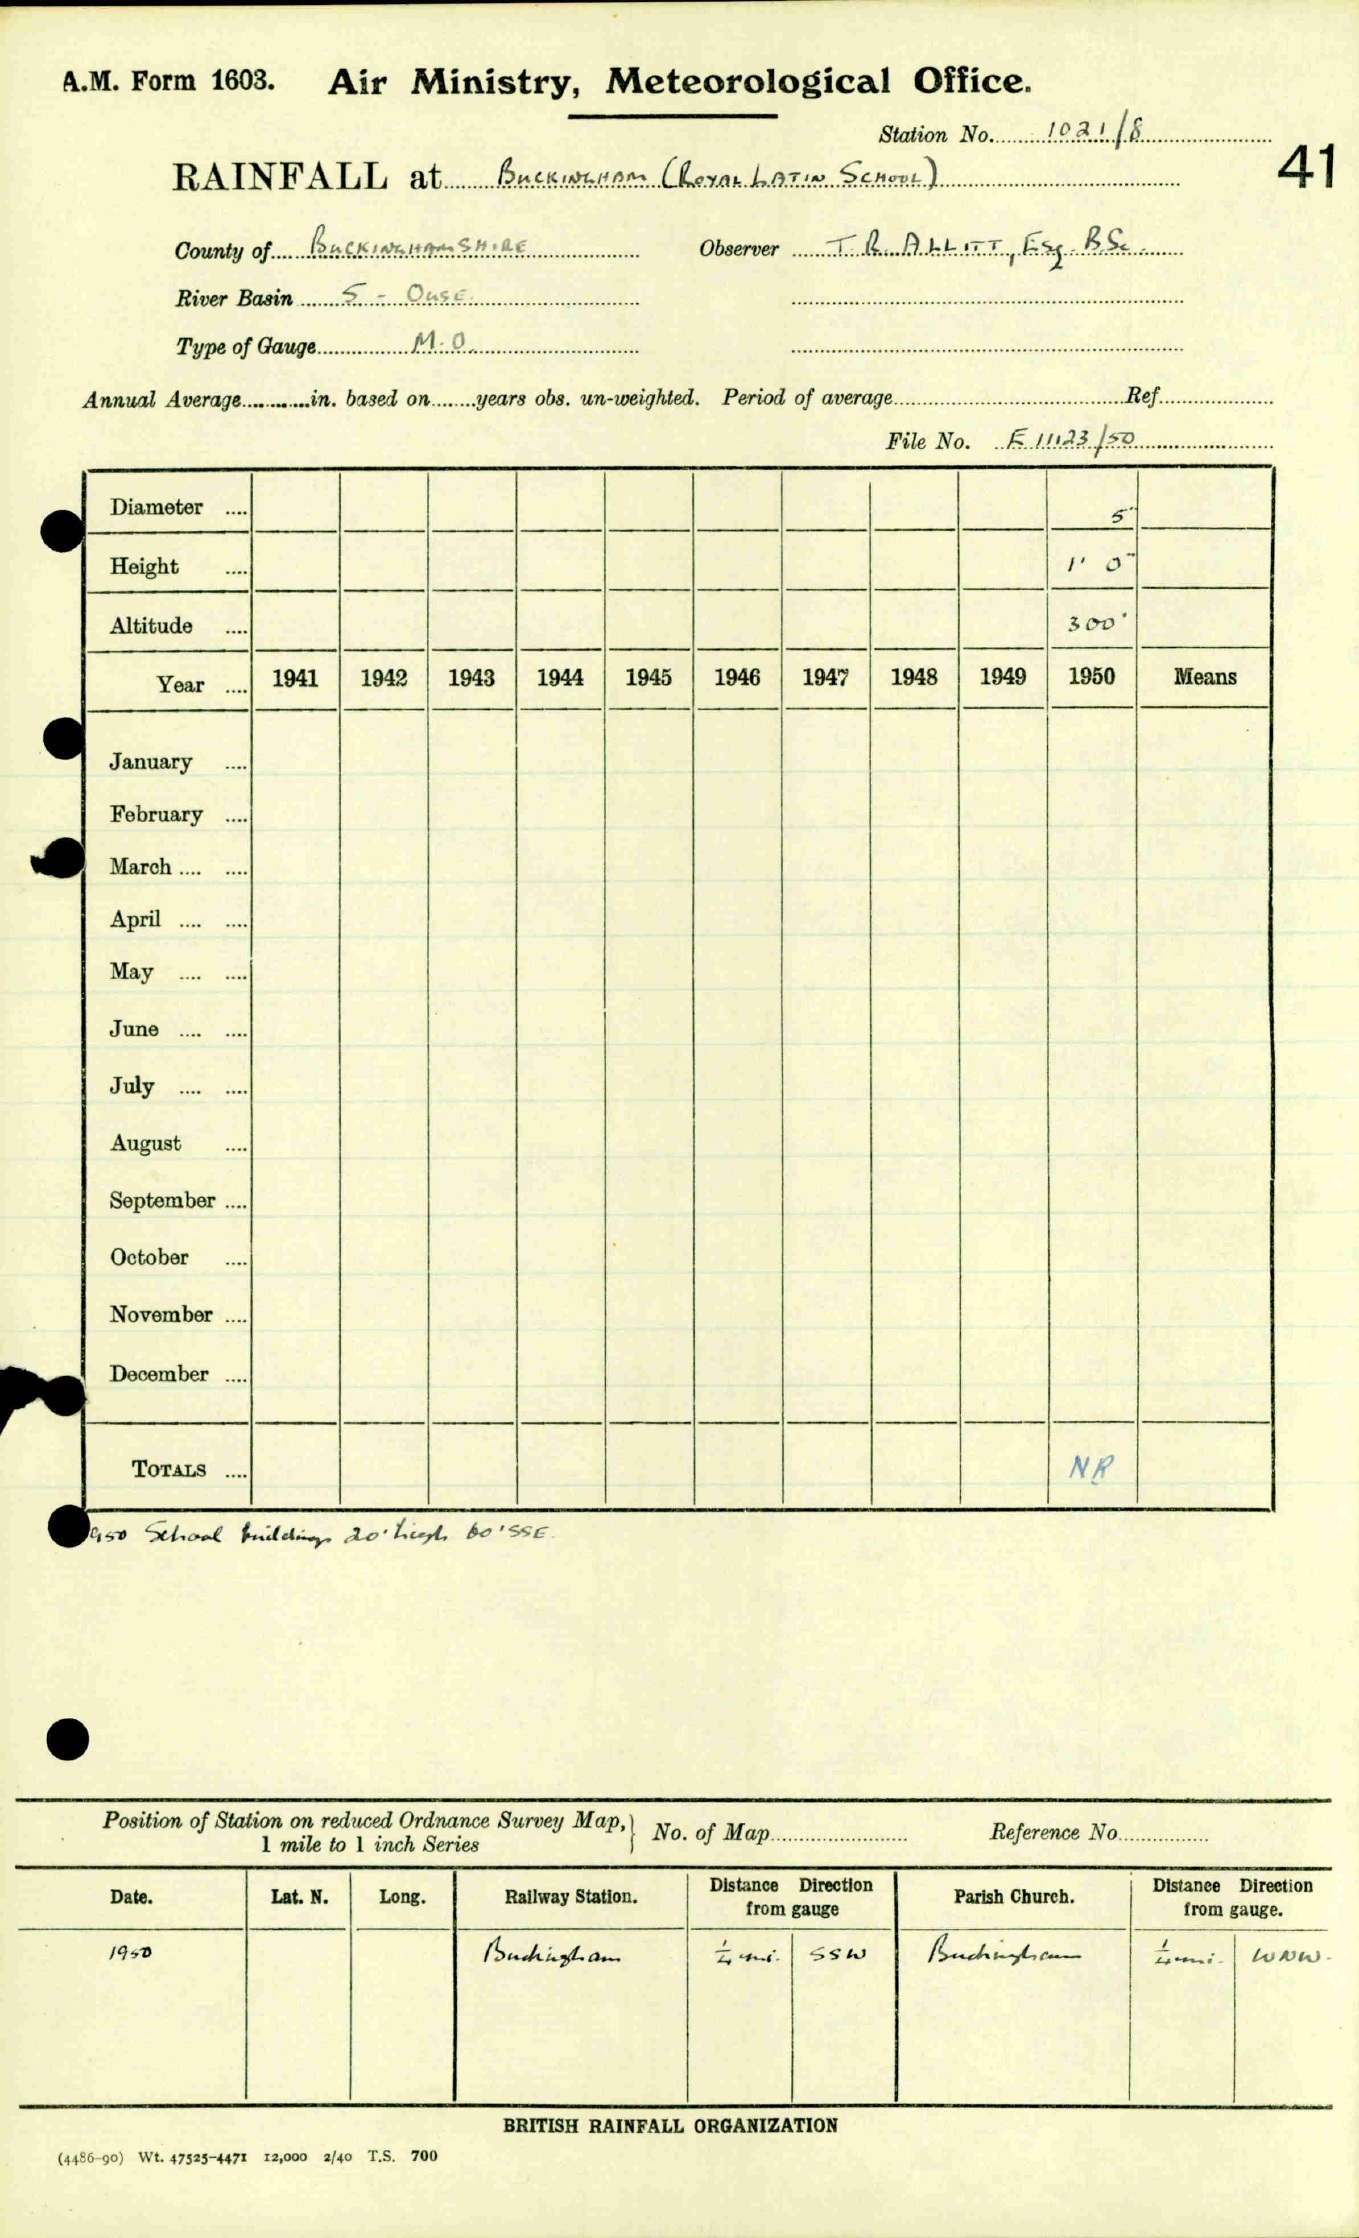 A.M. Form 1603. Air Ministry, Meteorological Office.
Station No. 1021/8
41
RAINFALL at BUCKINGHAM (ROYAL LATIN SCHOOL)
County of BUCKINGHAMSHIRE Observer T. R. ALLITT, Esq. B.Sc.
River Basin 5 - OUSE.
Type of Gauge M.O.
Annual Average in. based on years obs. un-weighted. Period of average Ref
File No. E 11123/50
Diameter .... 5"
Height .... 1' 0"
Altitude .... 300'
Year .... 1941 1942 1943 1944 1945 1946 1947 1948 1949 1950 Means
January ....
February ....
March .... ....
April .... ....
May .... ....
June .... ....
July .... ....
August ....
September ....
October ....
November ....
December ....
TOTALS .... NR
950 School buildings 20' high 60' SSE.
Position of Station on reduced Ordnance Survey Map, } No. of Map Reference No.
1 mile to 1 inch Series
Date. Lat. N. Long. Railway Station. Distance Direction from gauge Parish Church. Distance Direction from gauge.
1950 Buckingham ¼ mi. SSW Buckingham ¼ mi. WNW.
BRITISH RAINFALL ORGANIZATION
(4486-90) Wt. 47525-4471 12,000 2/40 T.S. 700